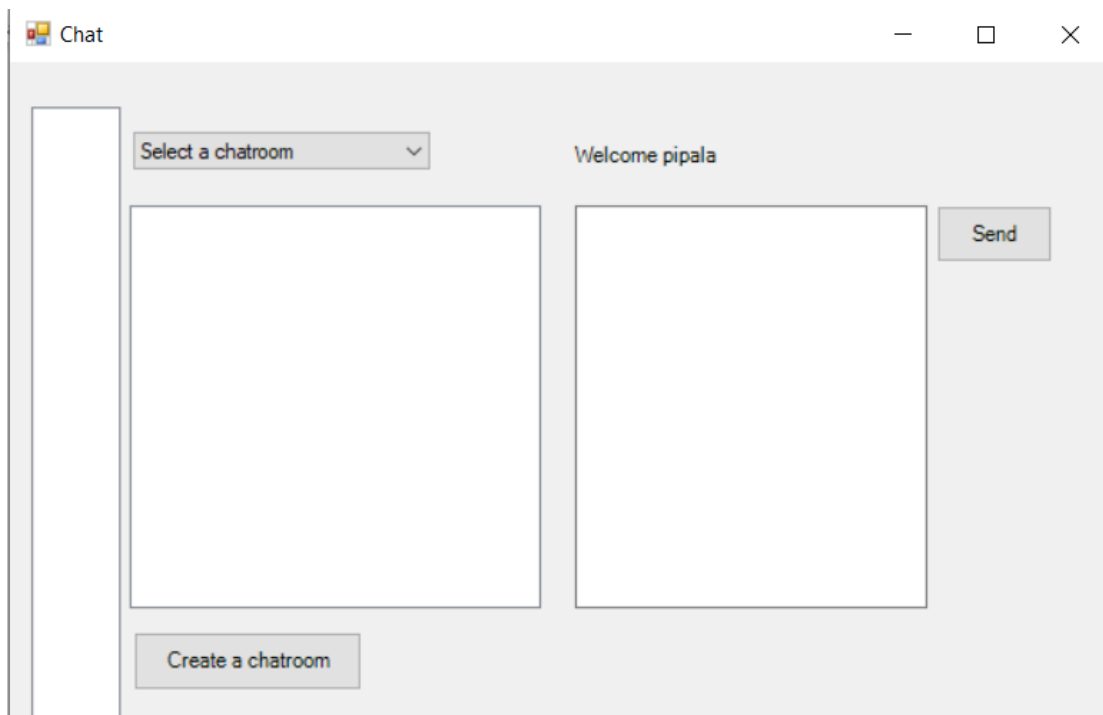 Chat
Select a chatroom
Welcome pipala
Send
Create a chatroom